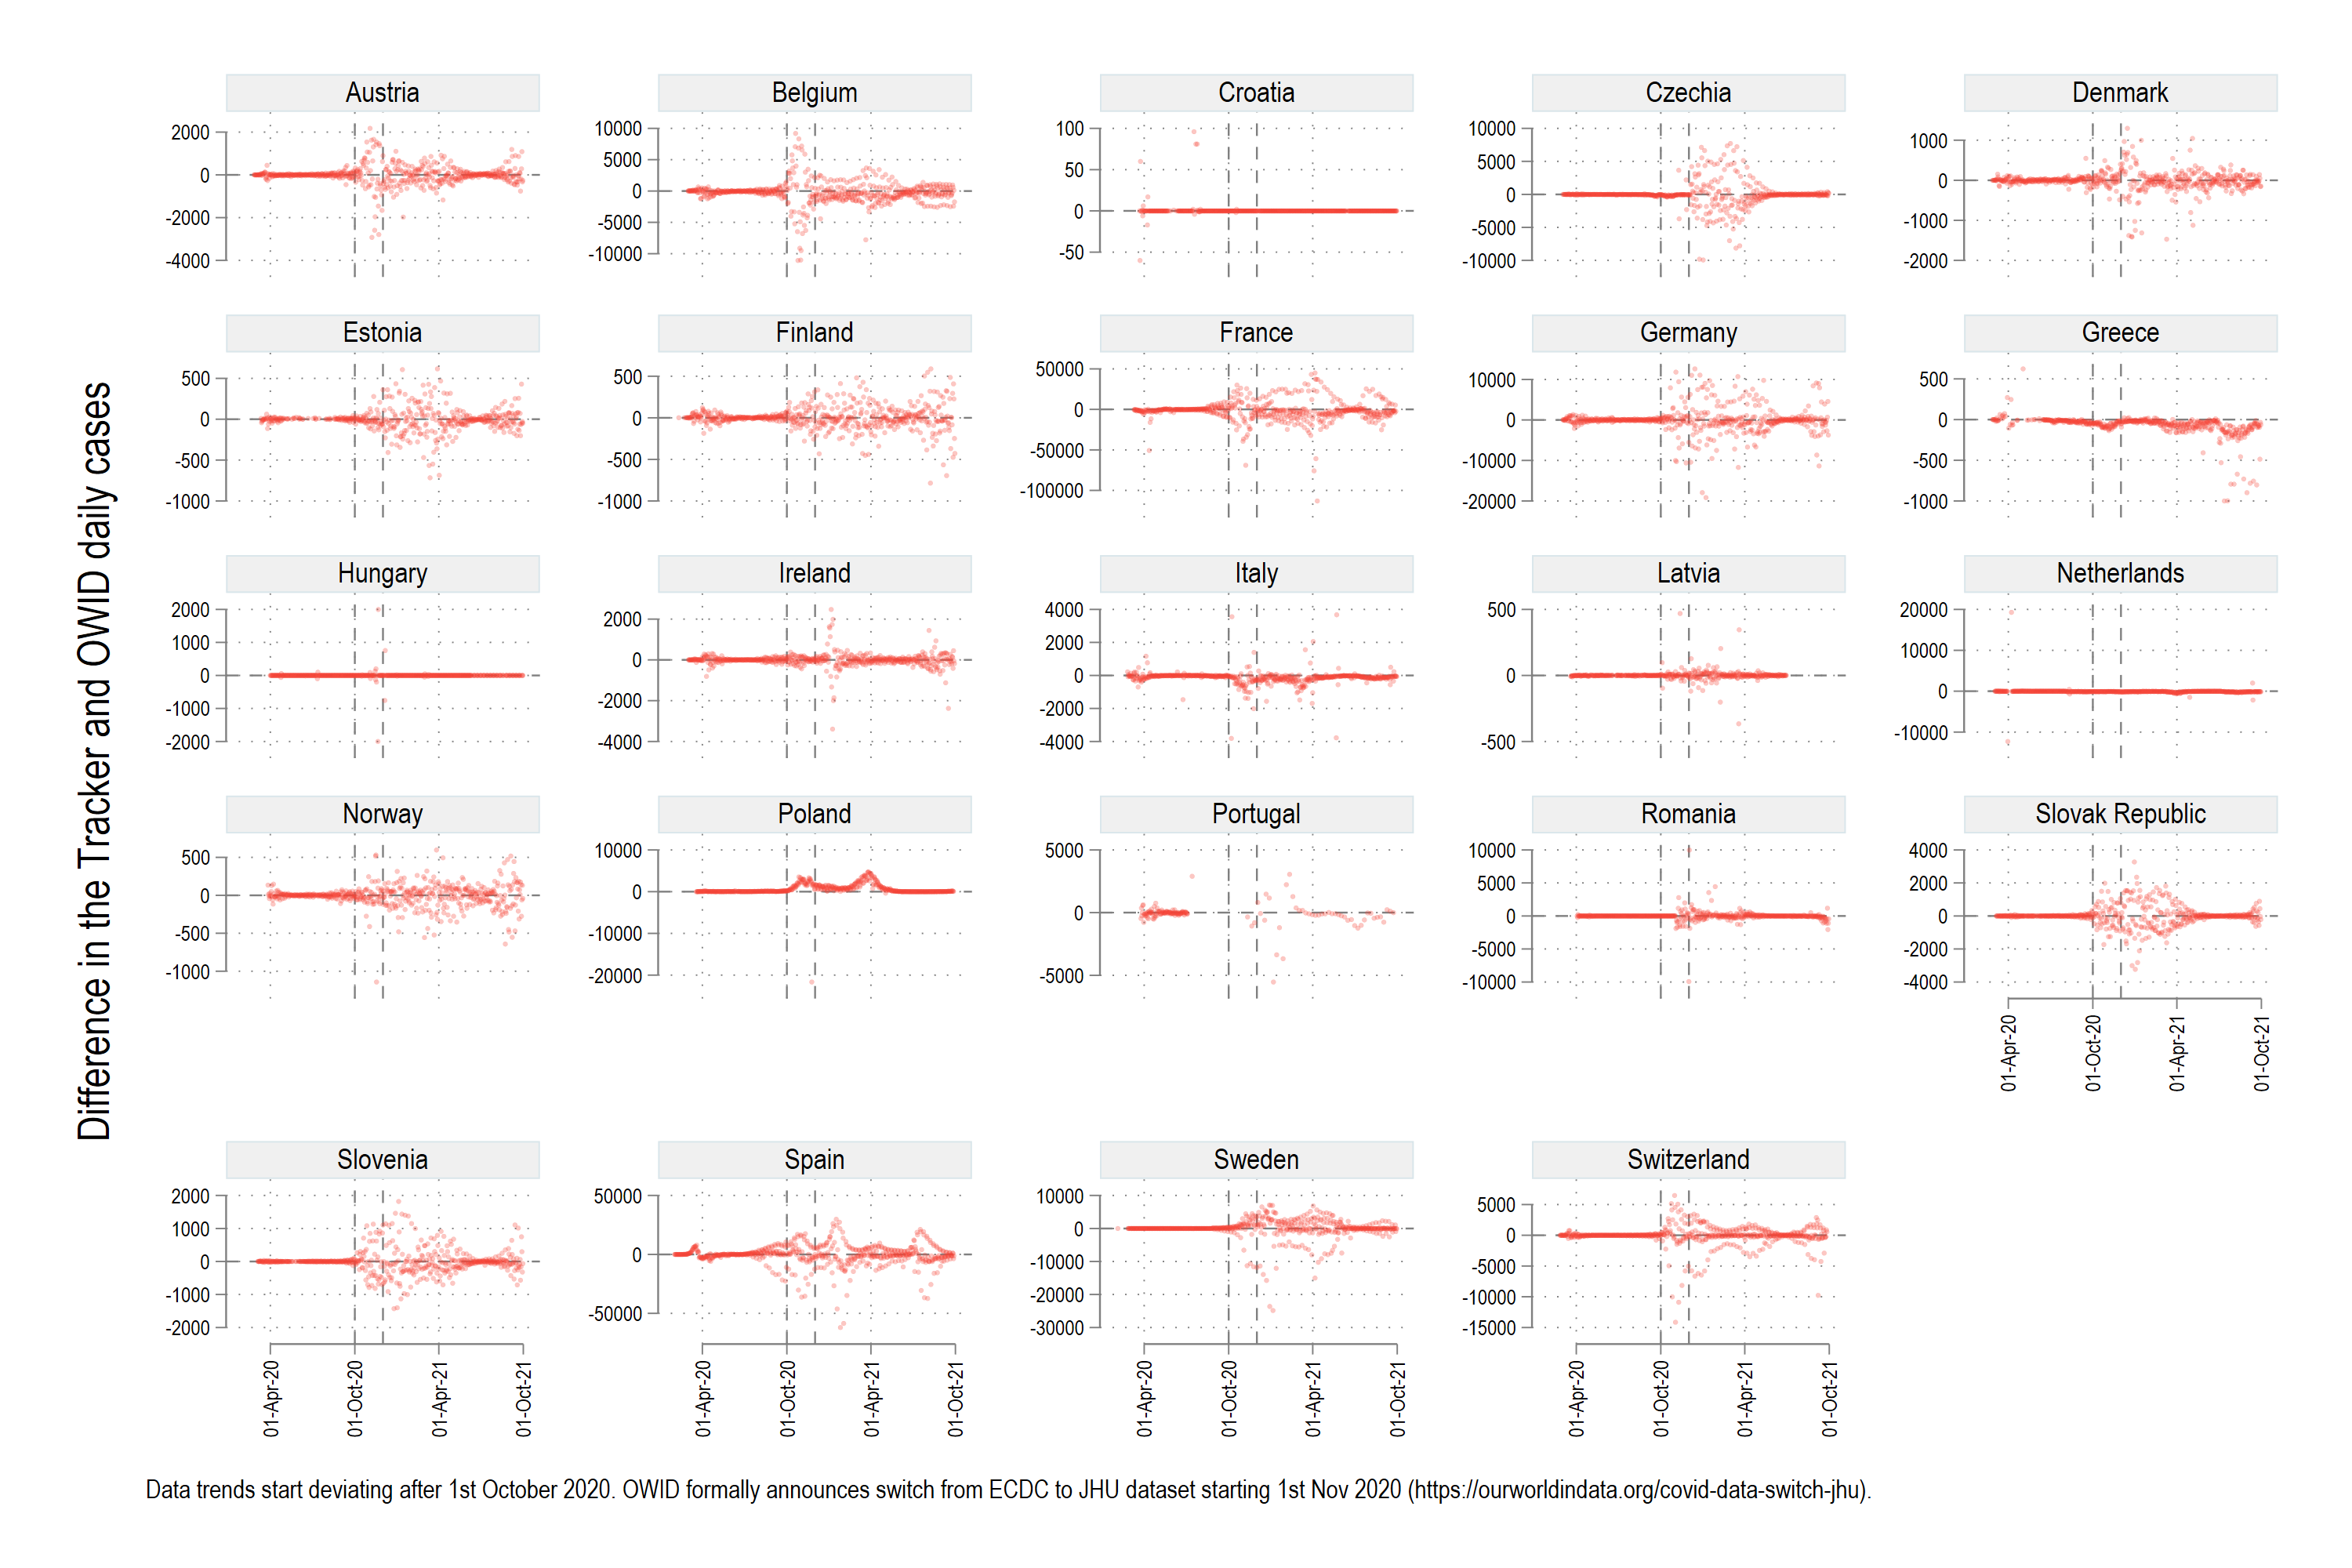 Difference in the Tracker and OWID daily cases
Austria
2000
0
-2000
-4000
Belgium
10000
5000
0
-5000
-10000
Croatia
100
50
0
-50
Czechia
10000
5000
0
-5000
-10000
Denmark
1000
0
-1000
-2000
Estonia
500
0
-500
-1000
Finland
500
0
-500
-1000
France
50000
0
-50000
-100000
Germany
10000
0
-10000
-20000
Greece
500
0
-500
-1000
Hungary
2000
1000
0
-1000
-2000
Ireland
2000
0
-2000
-4000
Italy
4000
2000
0
-2000
-4000
Latvia
500
0
-500
Netherlands
20000
10000
0
-10000
Norway
500
0
-500
-1000
Poland
10000
0
-10000
-20000
Portugal
5000
0
-5000
Romania
10000
5000
0
-5000
-10000
Slovak Republic
4000
2000
0
-2000
-4000
01-Apr-20
01-Oct-20
01-Apr-21
01-Oct-21
Slovenia
2000
1000
0
-1000
-2000
01-Apr-20
01-Oct-20
01-Apr-21
01-Oct-21
Spain
50000
0
-50000
01-Apr-20
01-Oct-20
01-Apr-21
01-Oct-21
Sweden
10000
0
-10000
-20000
-30000
01-Apr-20
01-Oct-20
01-Apr-21
01-Oct-21
Switzerland
5000
0
-5000
-10000
-15000
01-Apr-20
01-Oct-20
01-Apr-21
01-Oct-21
Data trends start deviating after 1st October 2020. OWID formally announces switch from ECDC to JHU dataset starting 1st Nov 2020 (https://ourworldindata.org/covid-data-switch-jhu).